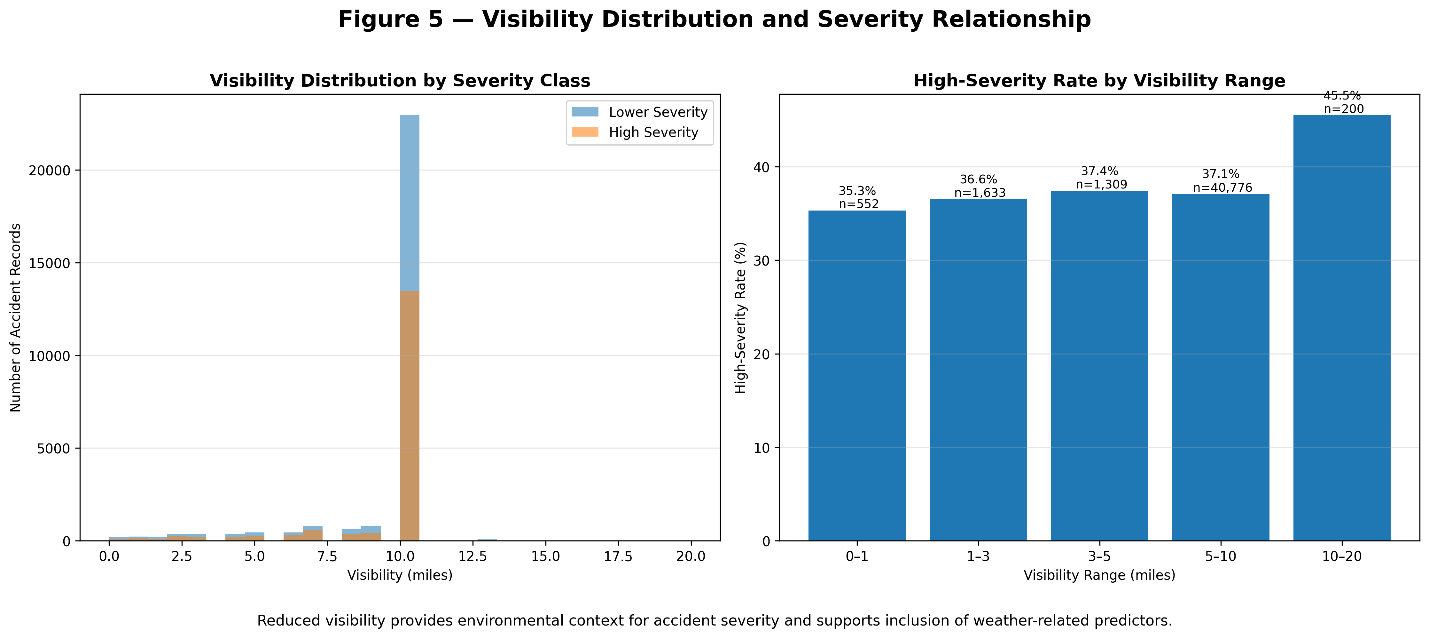 Figure 5 — Visibility Distribution and Severity Relationship
Visibility Distribution by Severity Class
Lower Severity
High Severity
Number of Accident Records
20000
15000
10000
5000
0
0.0 2.5 5.0 7.5 10.0 12.5 15.0 17.5 20.0
Visibility (miles)
High-Severity Rate by Visibility Range
High-Severity Rate (%)
40
30
20
10
0
35.3%
n=552
36.6%
n=1,633
37.4%
n=1,309
37.1%
n=40,776
45.5%
n=200
0–1 1–3 3–5 5–10 10–20
Visibility Range (miles)
Reduced visibility provides environmental context for accident severity and supports inclusion of weather-related predictors.